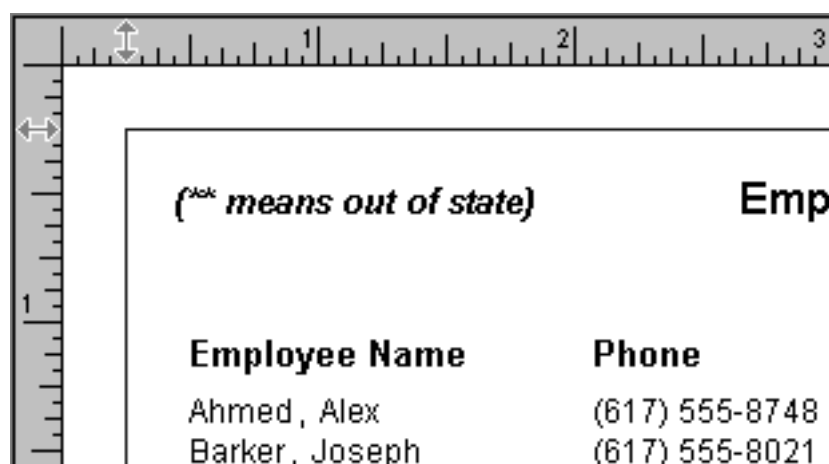 1 2 3
(** means out of state) Emp
1
Employee Name Phone
Ahmed, Alex (617) 555-8748
Barker, Joseph (617) 555-8021